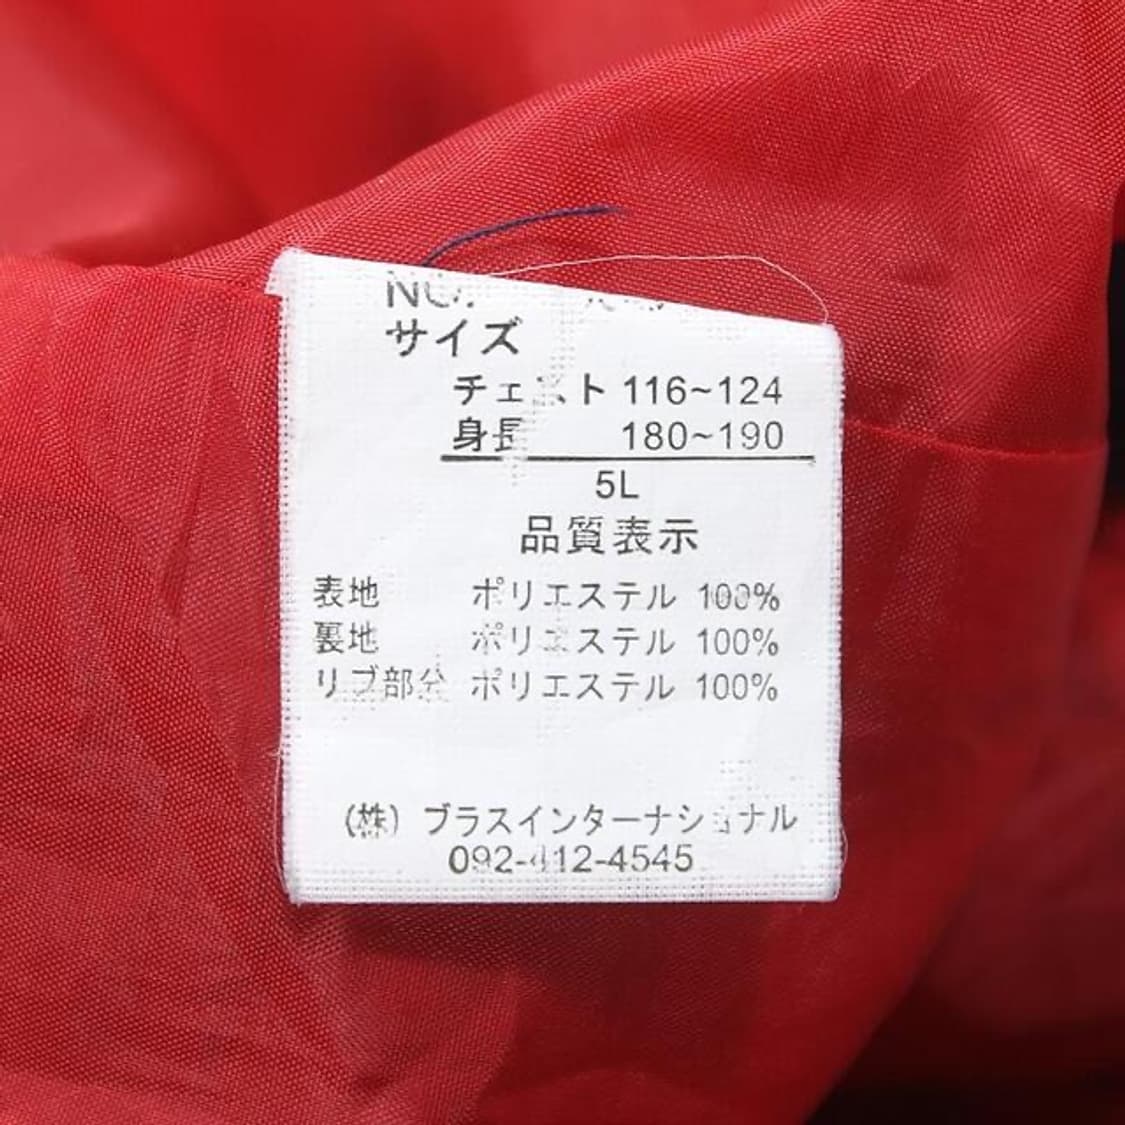 サイズ
チェスト 116~124
身長 180~190
5L
品質表示
表地 ポリエステル 100%
裏地 ポリエステル 100%
リブ部分 ポリエステル 100%
(株) ブラスインターナショナル
092-412-4545